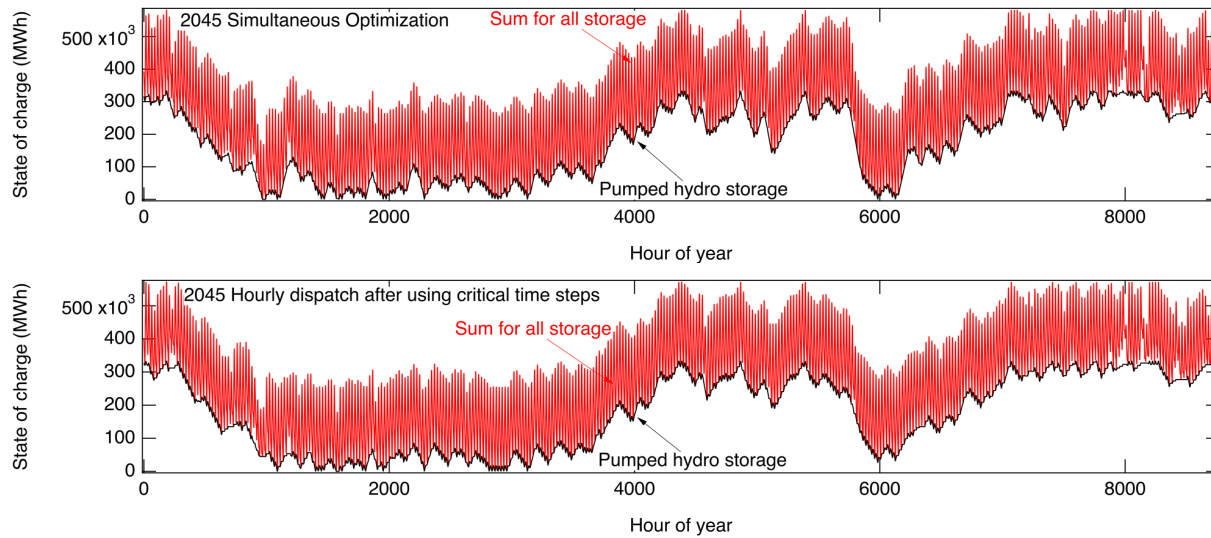 2045 Simultaneous Optimization
Sum for all storage
State of charge (MWh)
500 x10³
400
300
200
100
0
Pumped hydro storage
0
2000
4000
6000
8000
Hour of year
2045 Hourly dispatch after using critical time steps
Sum for all storage
State of charge (MWh)
500 x10³
400
300
200
100
0
Pumped hydro storage
0
2000
4000
6000
8000
Hour of year